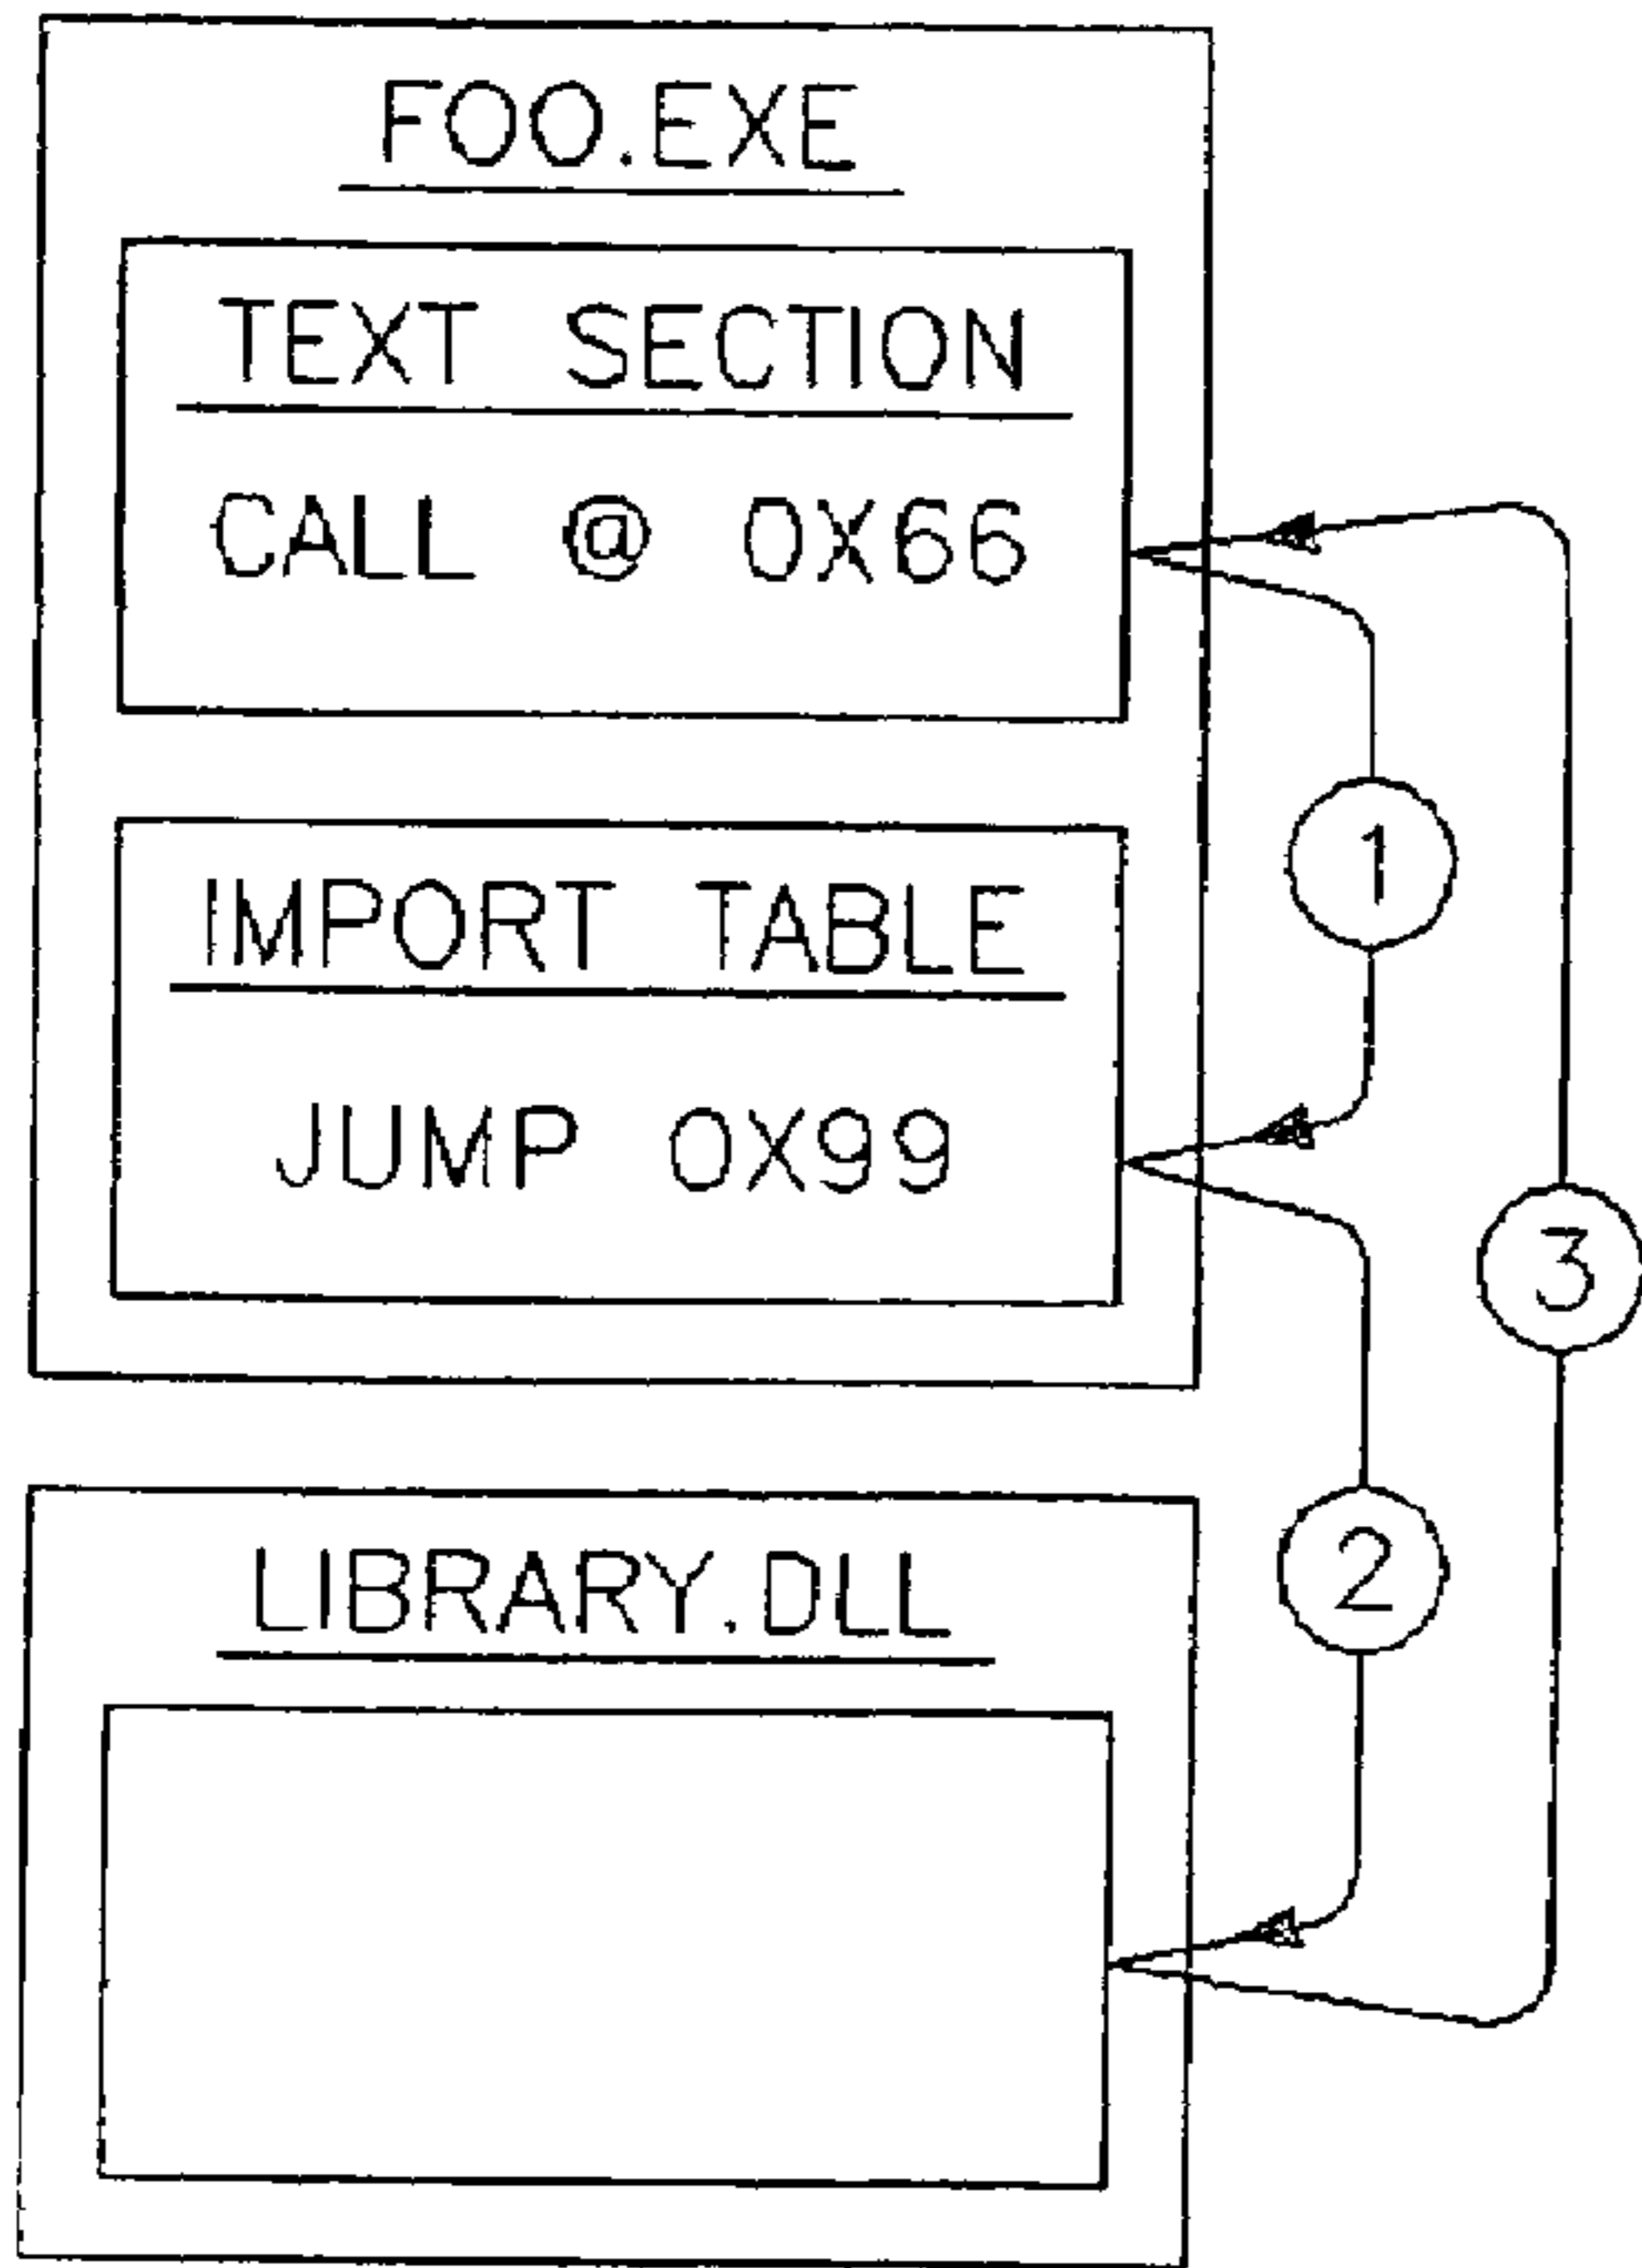 FOO.EXE
TEXT SECTION
CALL @ 0X66
1
IMPORT TABLE
JUMP 0X99
3
LIBRARY.DLL
2